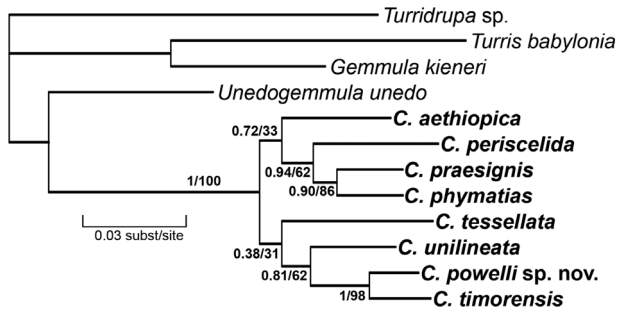 Turridrupa sp.
Turris babylonia
Gemmula kieneri
Unedogemmula unedo
C. aethiopica
0.72/33
C. periscelida
0.94/62
C. praesignis
0.90/86
C. phymatias
1/100
C. tessellata
0.03 subst/site
0.38/31
C. unilineata
0.81/62
C. powelli sp. nov.
1/98
C. timorensis